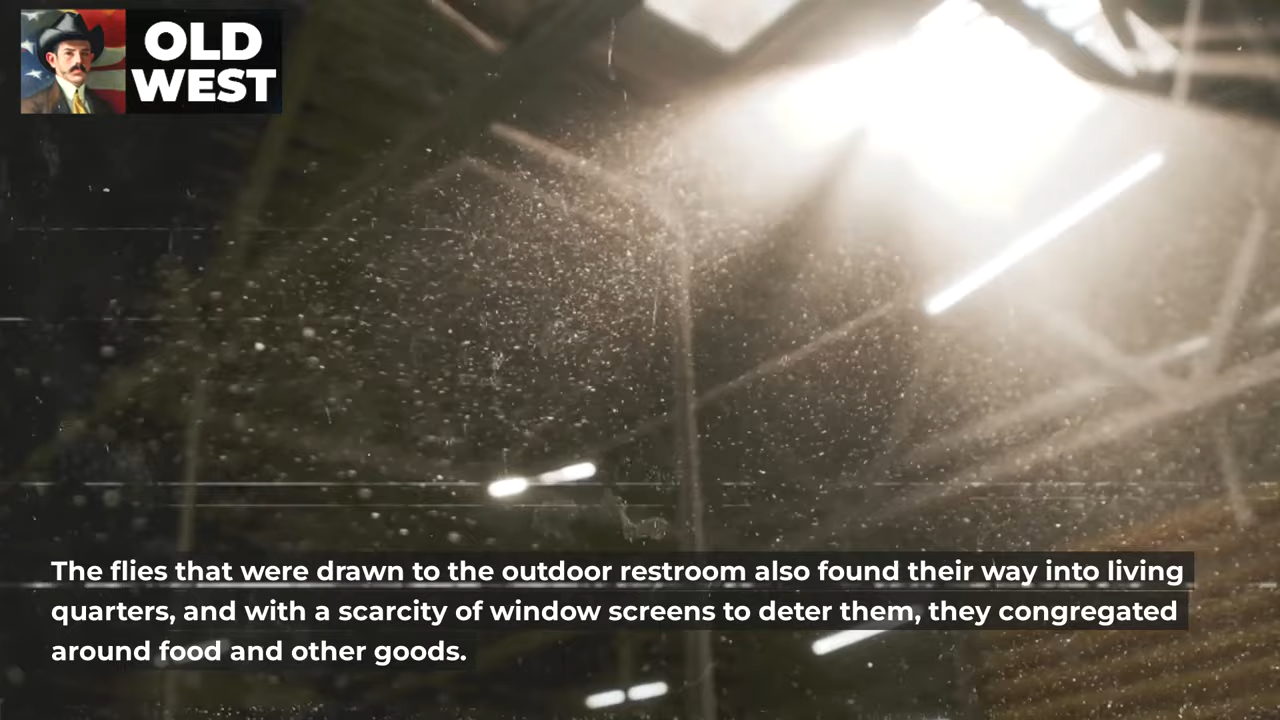 OLD
WEST
The flies that were drawn to the outdoor restroom also found their way into living
quarters, and with a scarcity of window screens to deter them, they congregated
around food and other goods.